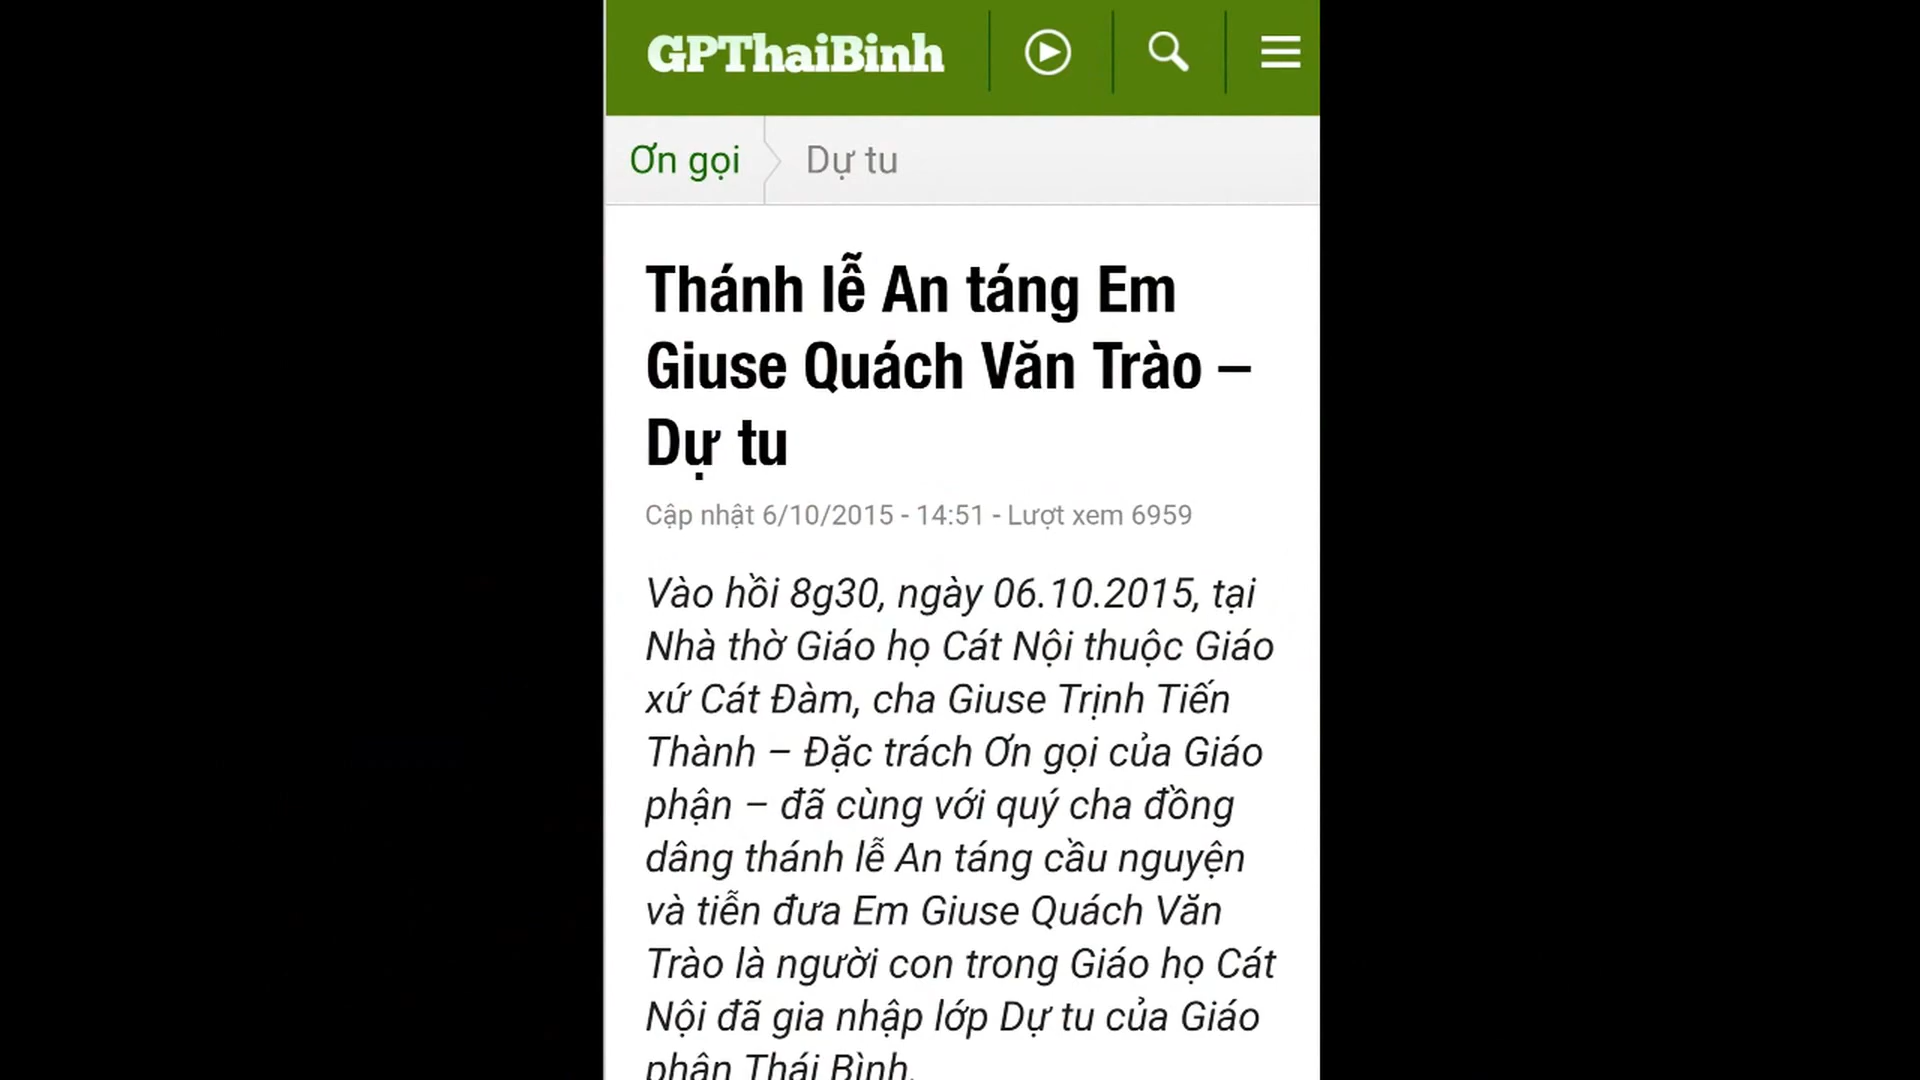 GPThaiBinh
Ơn gọi
Dự tu
Thánh lễ An táng Em
Giuse Quách Văn Trào –
Dự tu
Cập nhật 6/10/2015 - 14:51 - Lượt xem 6959
Vào hồi 8g30, ngày 06.10.2015, tại
Nhà thờ Giáo họ Cát Nội thuộc Giáo
xứ Cát Đàm, cha Giuse Trịnh Tiến
Thành – Đặc trách Ơn gọi của Giáo
phận – đã cùng với quý cha đồng
dâng thánh lễ An táng cầu nguyện
và tiễn đưa Em Giuse Quách Văn
Trào là người con trong Giáo họ Cát
Nội đã gia nhập lớp Dự tu của Giáo
phận Thái Bình.